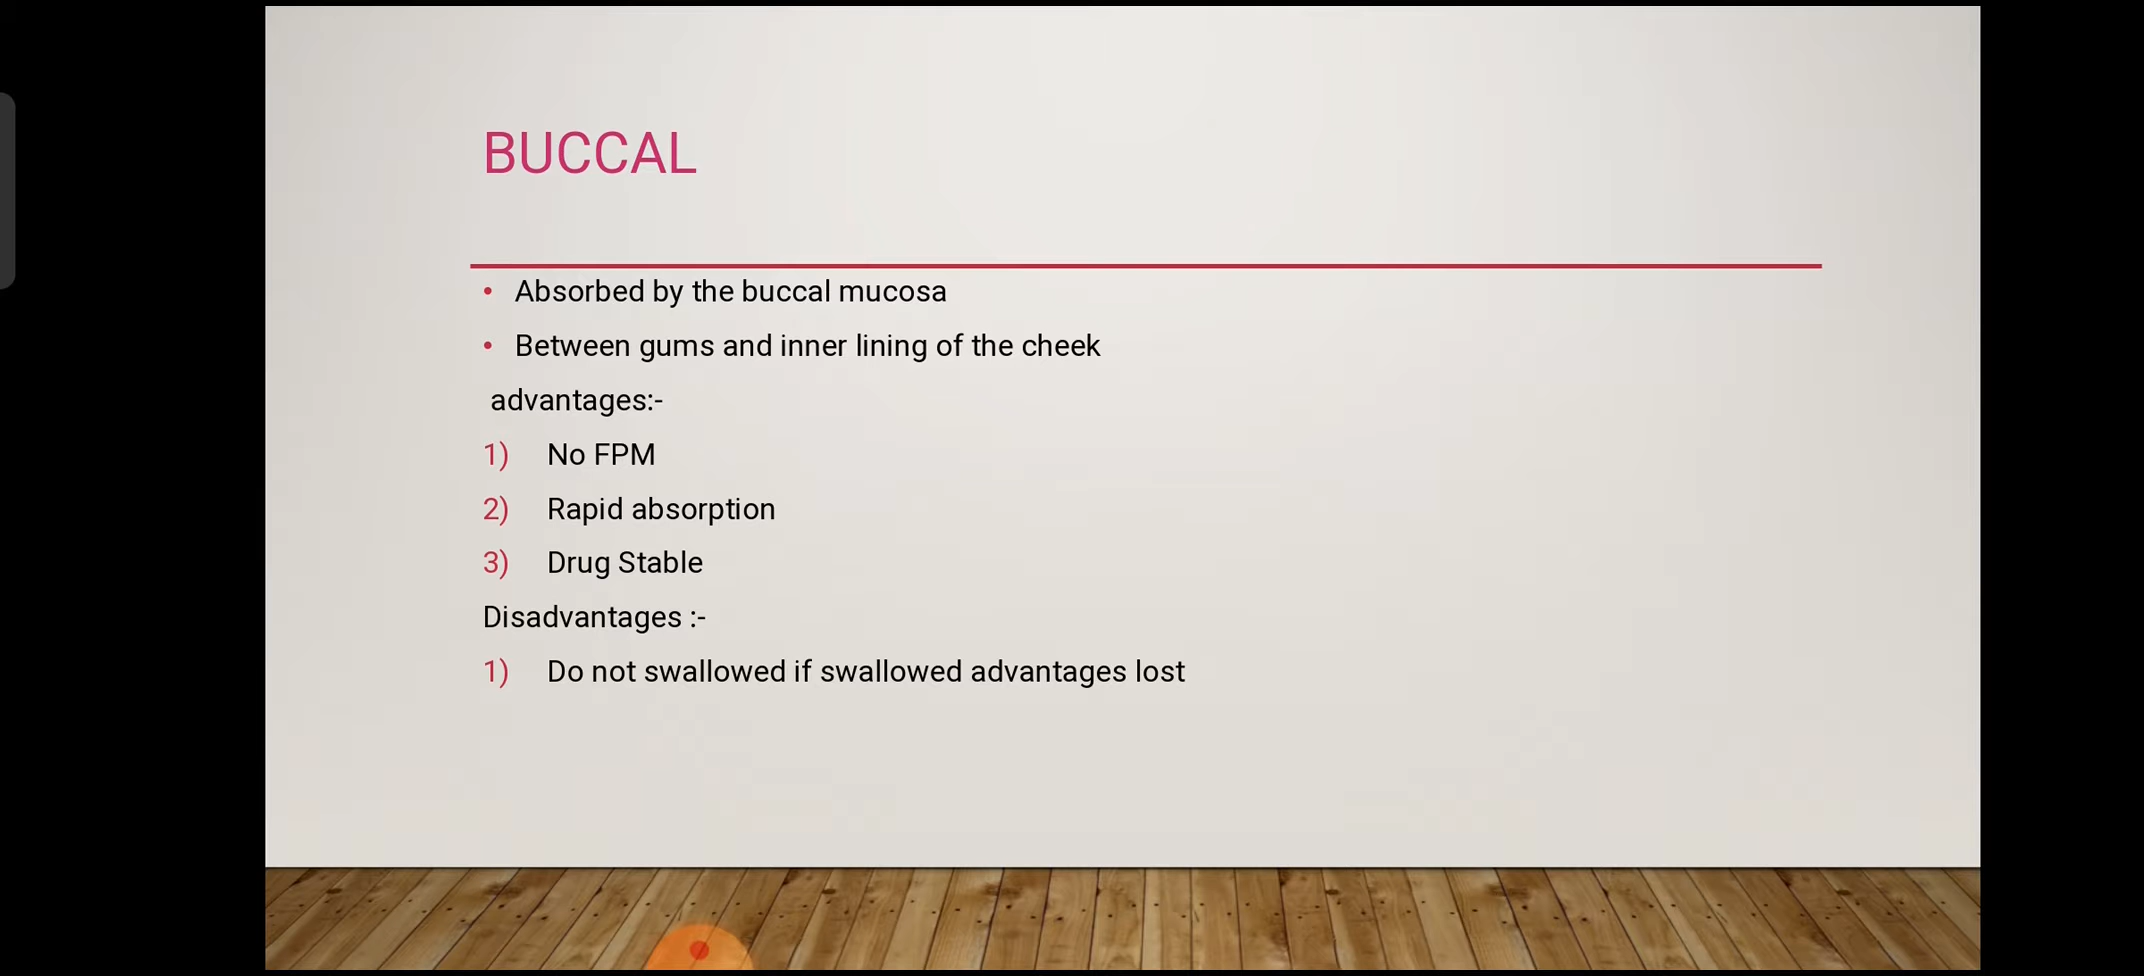 BUCCAL
• Absorbed by the buccal mucosa
• Between gums and inner lining of the cheek
advantages:-
1) No FPM
2) Rapid absorption
3) Drug Stable
Disadvantages :-
1) Do not swallowed if swallowed advantages lost